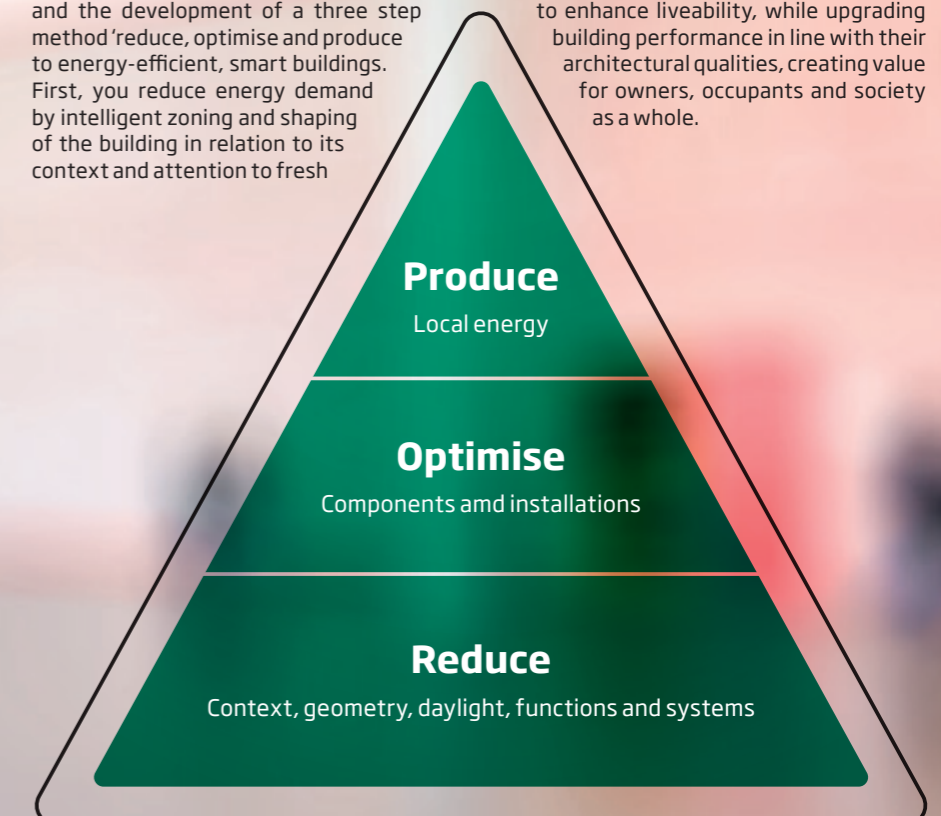 and the development of a three step
method ‘reduce, optimise and produce
to energy-efficient, smart buildings.
First, you reduce energy demand
by intelligent zoning and shaping
of the building in relation to its
context and attention to fresh
to enhance liveability, while upgrading
building performance in line with their
architectural qualities, creating value
for owners, occupants and society
as a whole.
Produce
Local energy
Optimise
Components amd installations
Reduce
Context, geometry, daylight, functions and systems